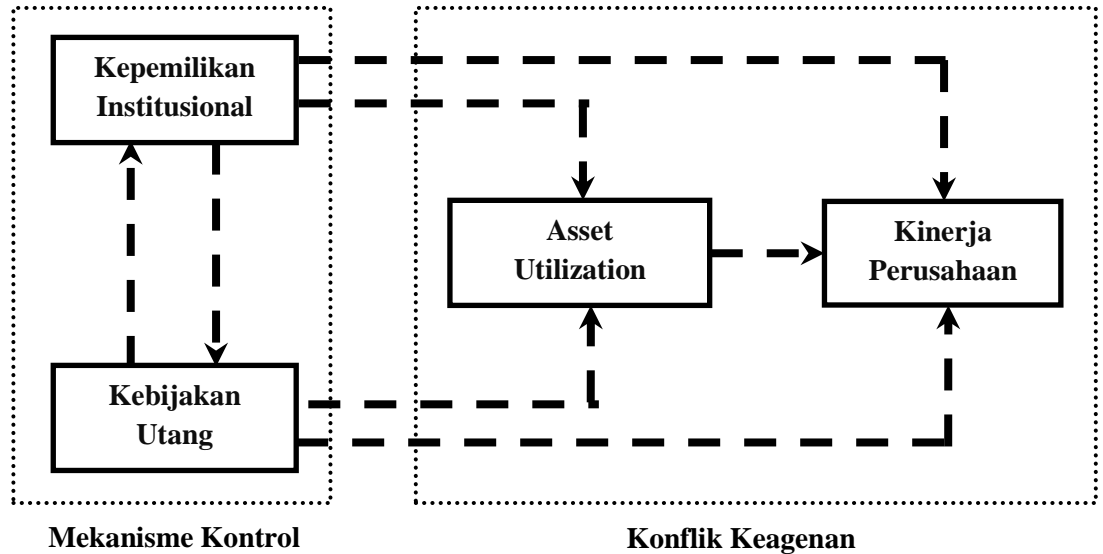 Kepemilikan
Institusional
Asset
Utilization
Kinerja
Perusahaan
Kebijakan
Utang
Mekanisme Kontrol
Konflik Keagenan